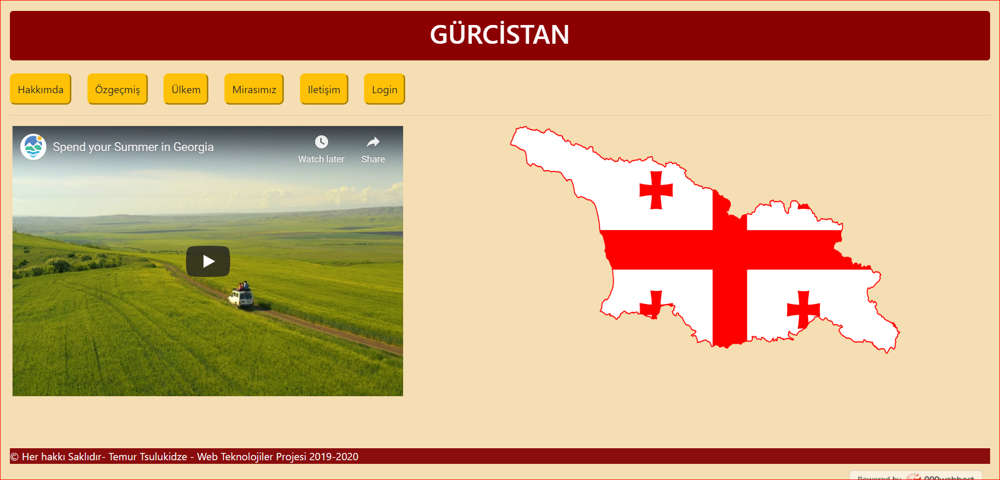 GÜRCİSTAN
Hakkımda Özgeçmiş Ülkem Mirasımız Iletişim Login
Spend your Summer in Georgia
Watch later Share
© Her hakkı Saklıdır- Temur Tsulukidze - Web Teknolojiler Projesi 2019-2020
Powered by 000webhost